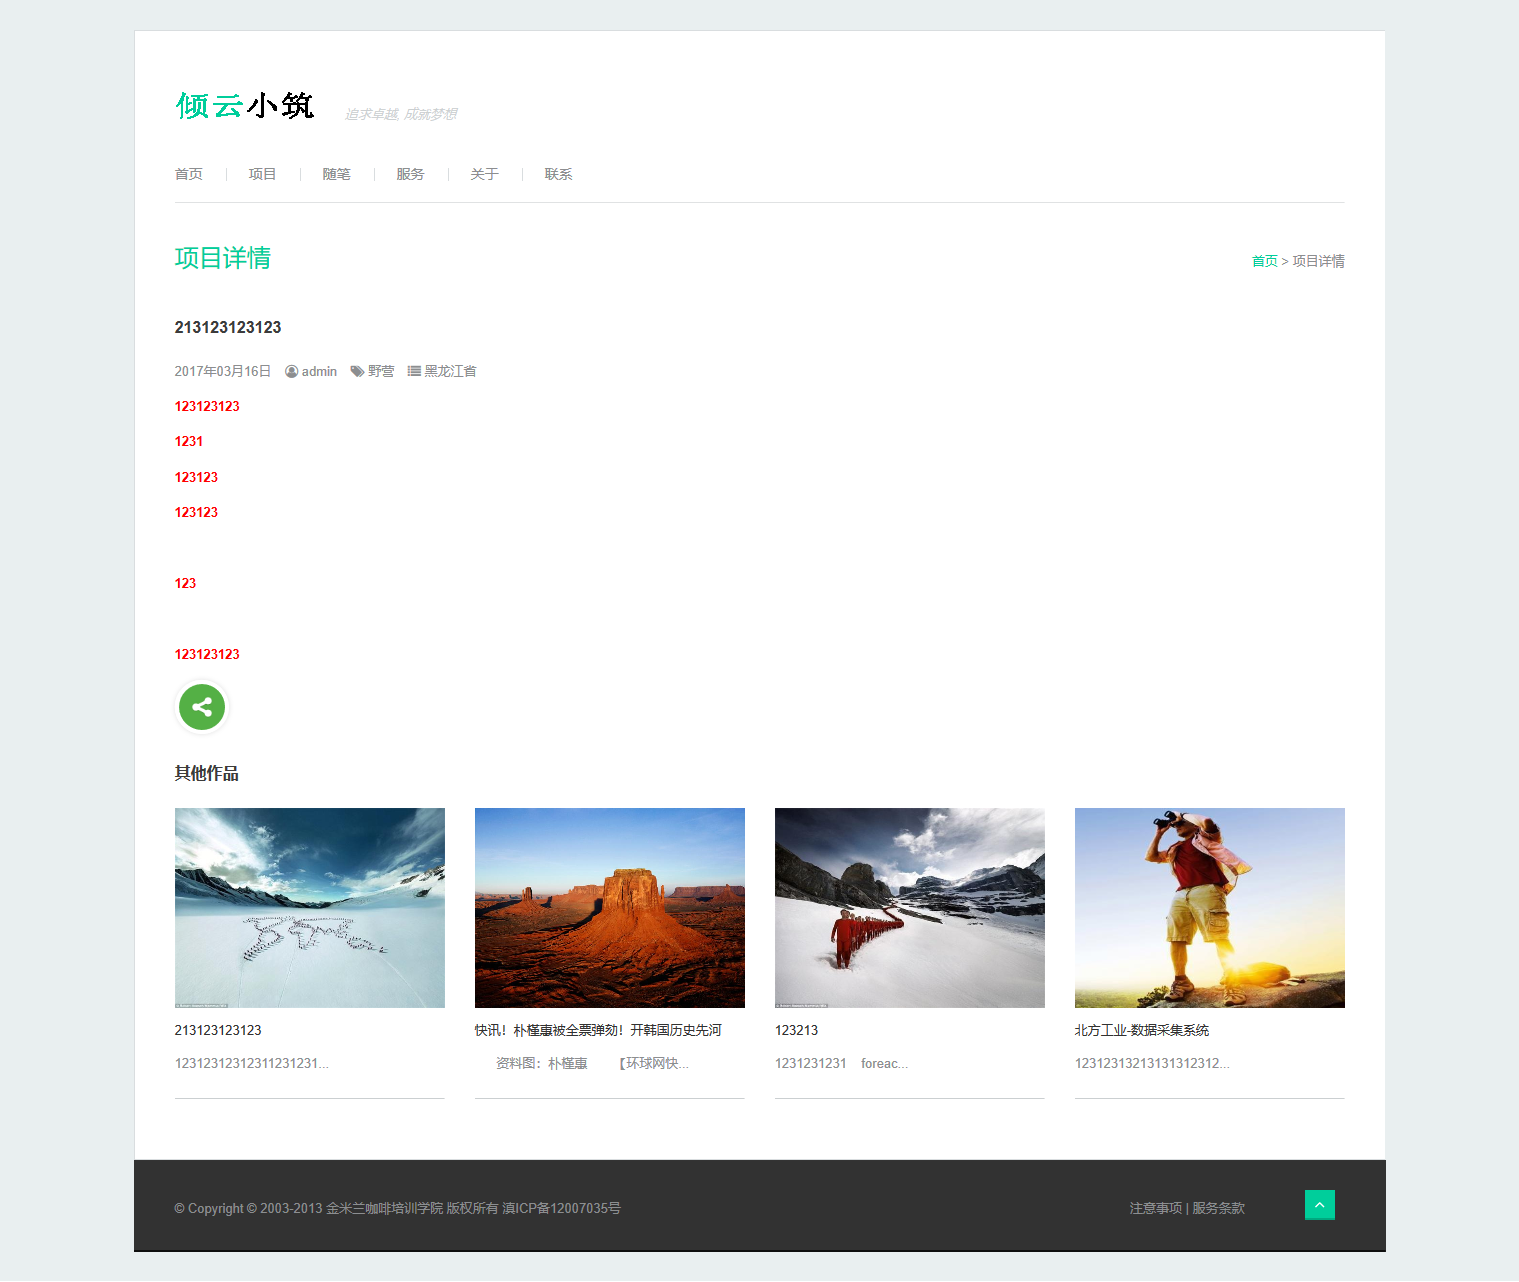 倾云小筑 追求卓越, 成就梦想
首页 | 项目 | 随笔 | 服务 | 关于 | 联系
项目详情
首页 > 项目详情
213123123123
2017年03月16日 admin 野营 黑龙江省
123123123
1231
123123
123123
123
123123123
其他作品
213123123123
12312312312311231231...
快讯！朴槿惠被全票弹劾！开韩国历史先河
资料图：朴槿惠 【环球网快...
123213
1231231231 foreac...
北方工业-数据采集系统
12312313213131312312...
© Copyright © 2003-2013 金米兰咖啡培训学院 版权所有 滇ICP备12007035号
注意事项 | 服务条款